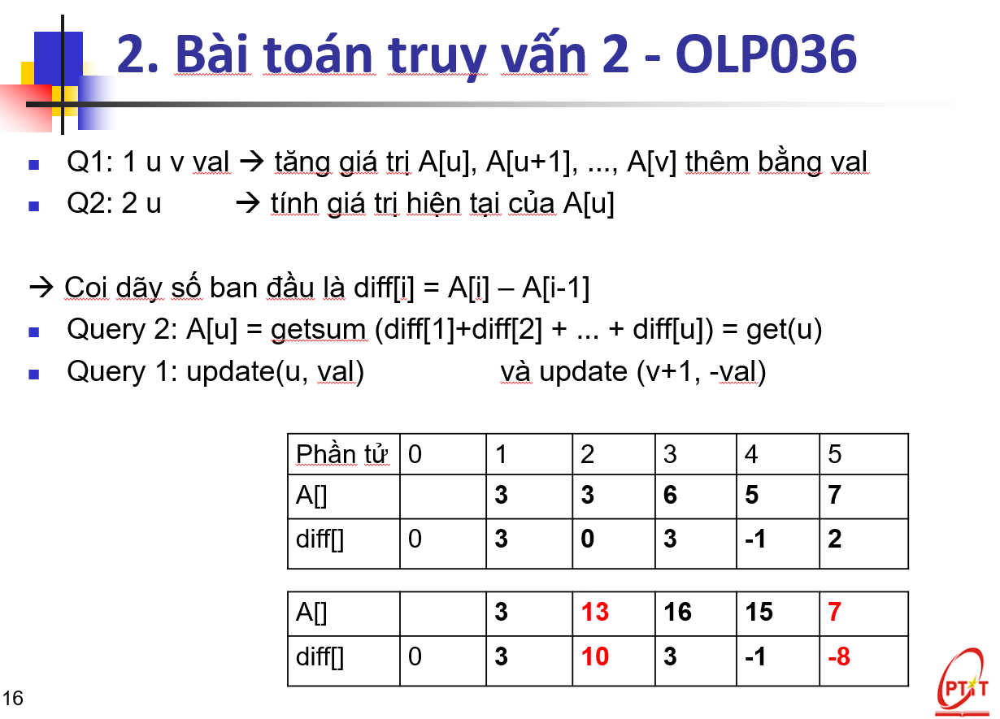 2. Bài toán truy vấn 2 - OLP036
Q1: 1 u v val → tăng giá trị A[u], A[u+1], ..., A[v] thêm bằng val
Q2: 2 u → tính giá trị hiện tại của A[u]
→ Coi dãy số ban đầu là diff[i] = A[i] – A[i-1]
Query 2: A[u] = getsum (diff[1]+diff[2] + ... + diff[u]) = get(u)
Query 1: update(u, val) và update (v+1, -val)
Phần tử 0 1 2 3 4 5
A[] 3 3 6 5 7
diff[] 0 3 0 3 -1 2
A[] 3 13 16 15 7
diff[] 0 3 10 3 -1 -8
16
PTIT